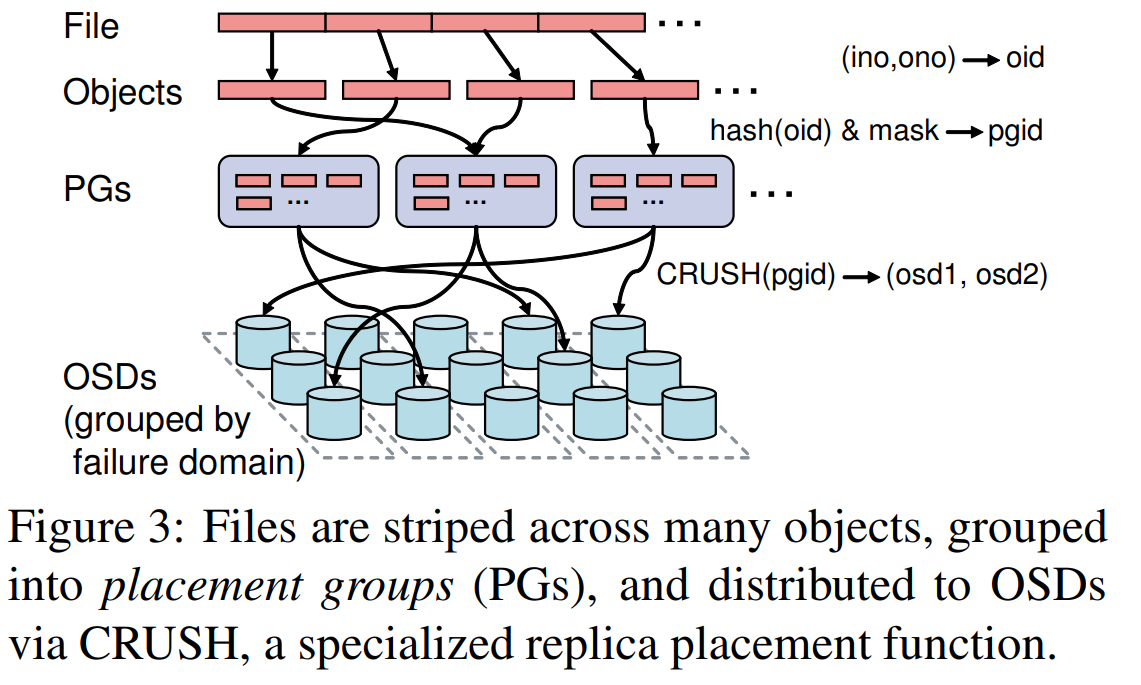 File ...
(ino,ono) → oid
Objects ...
hash(oid) & mask → pgid
PGs ... ... ... ...
CRUSH(pgid) → (osd1, osd2)
OSDs
(grouped by
failure domain)
Figure 3: Files are striped across many objects, grouped
into placement groups (PGs), and distributed to OSDs
via CRUSH, a specialized replica placement function.